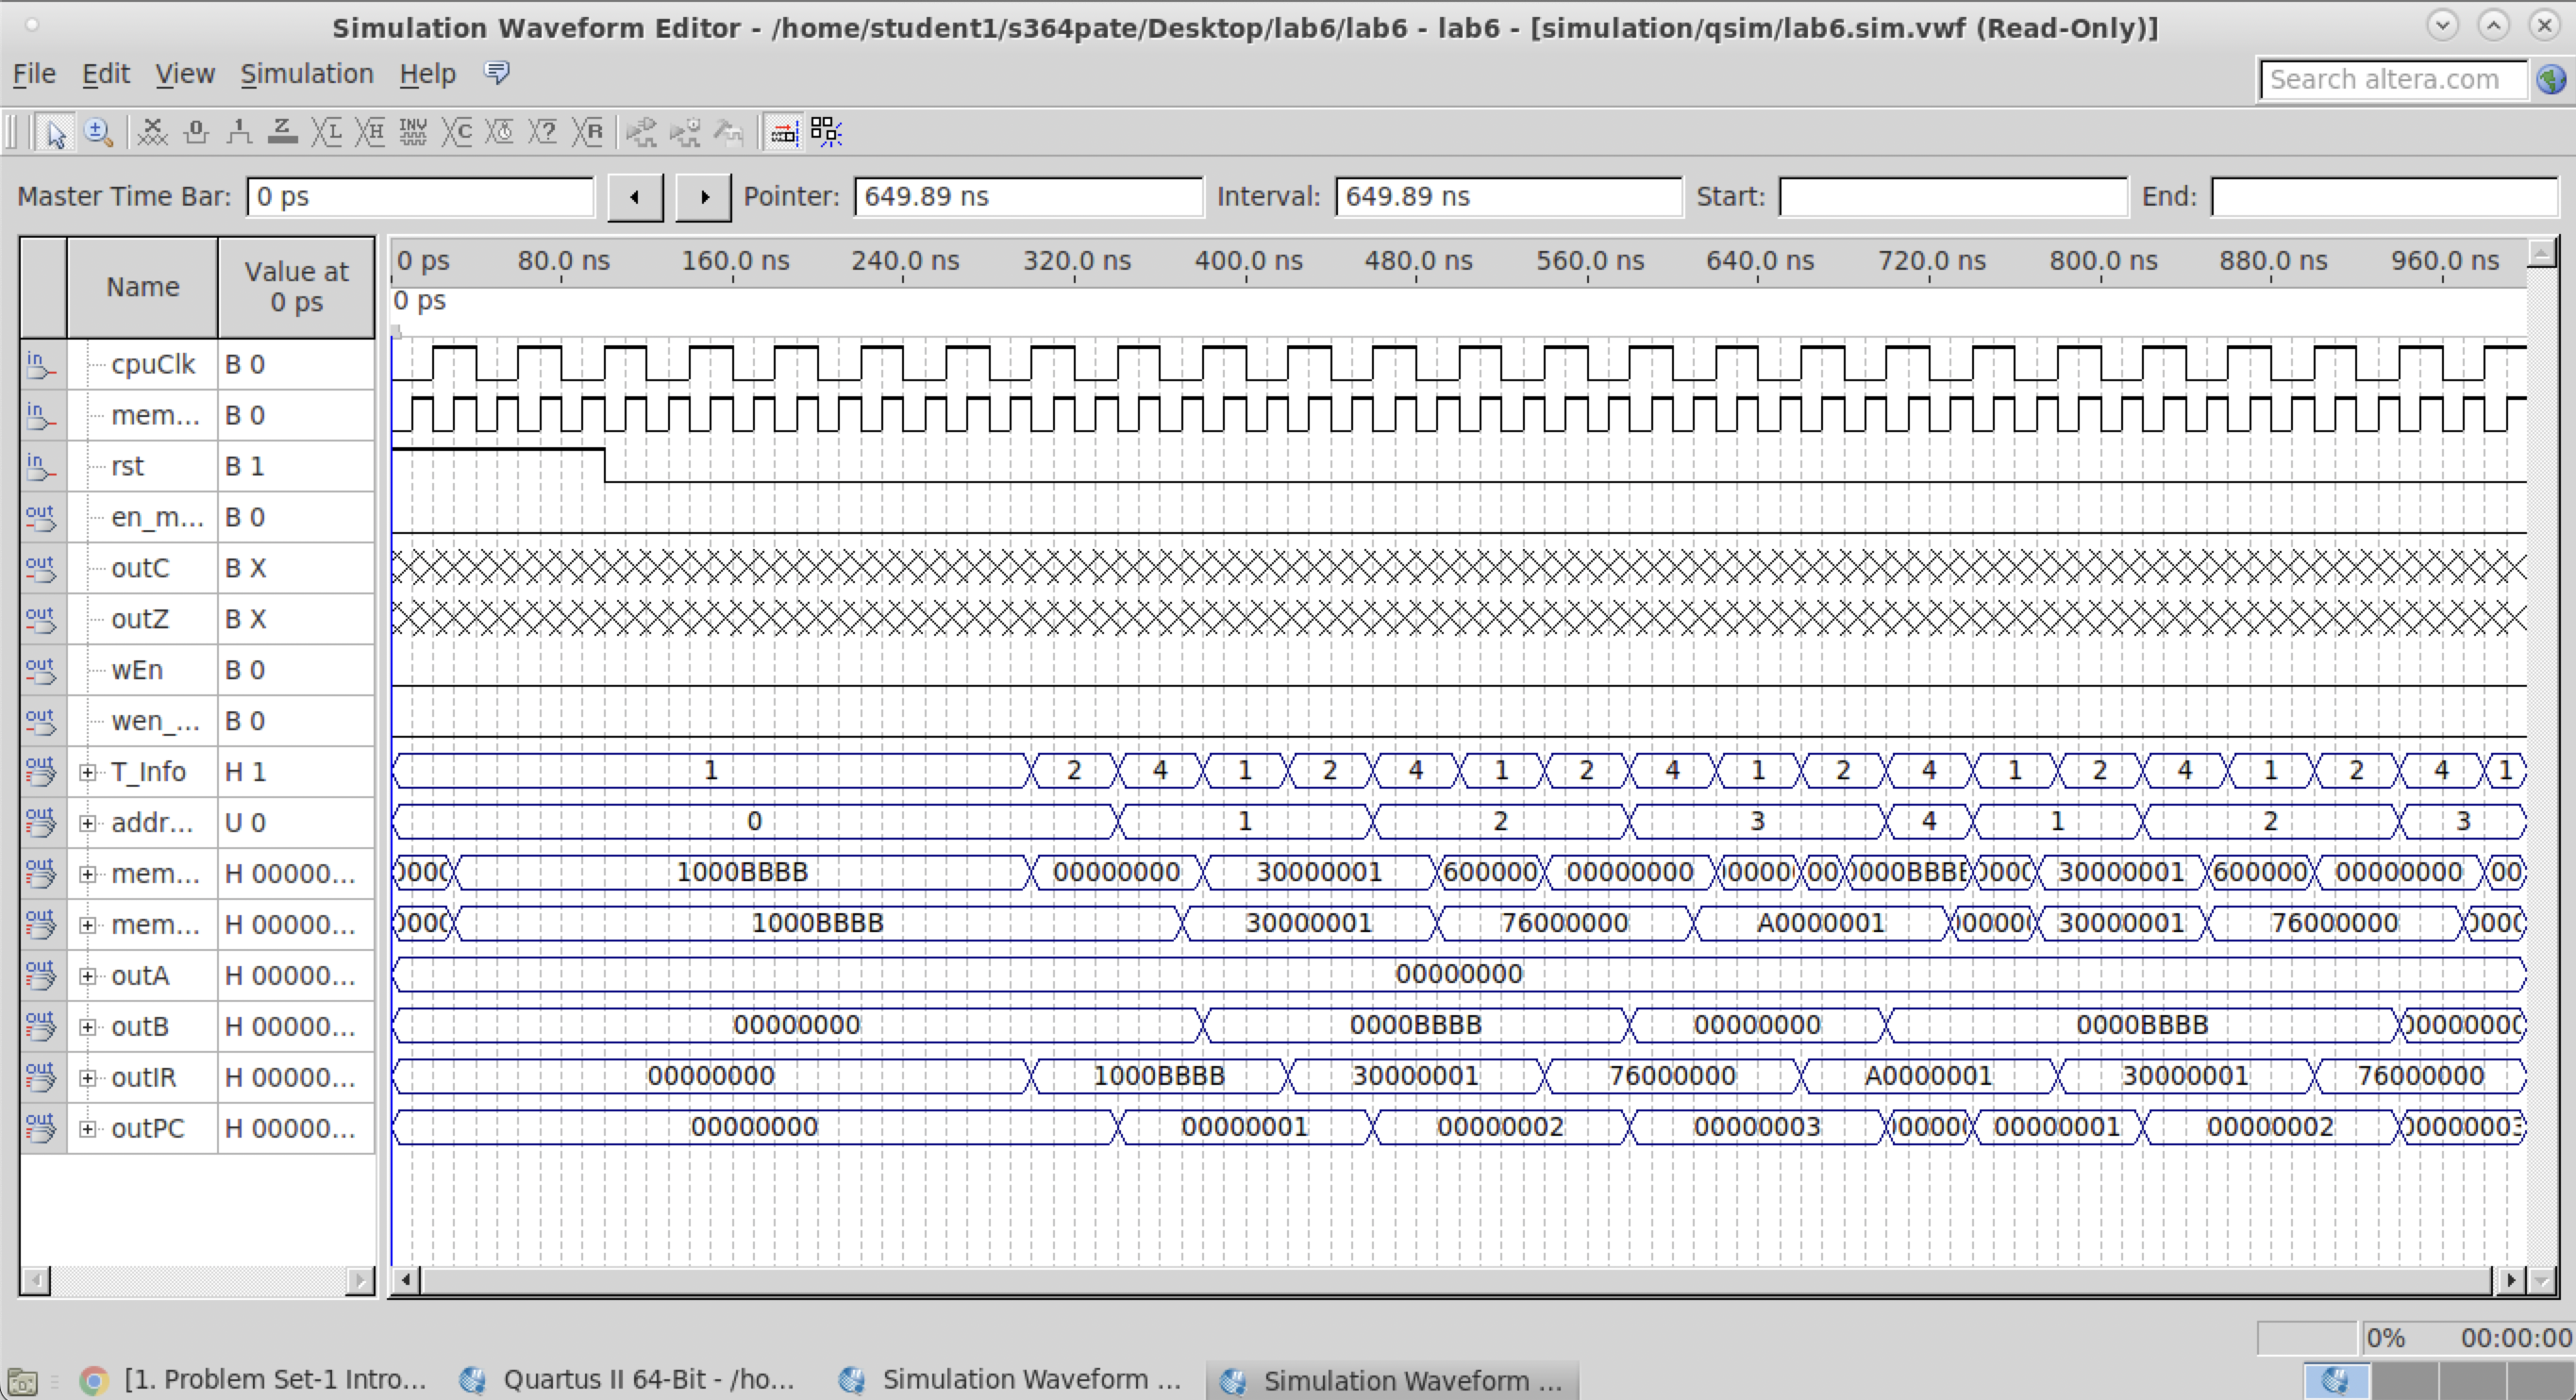 Simulation Waveform Editor - /home/student1/s364pate/Desktop/lab6/lab6 - lab6 - [simulation/qsim/lab6.sim.vwf (Read-Only)]
File Edit View Simulation Help
Search altera.com
Master Time Bar: 0 ps Pointer: 649.89 ns Interval: 649.89 ns Start: End:
Name Value at 0 ps
0 ps 80.0 ns 160.0 ns 240.0 ns 320.0 ns 400.0 ns 480.0 ns 560.0 ns 640.0 ns 720.0 ns 800.0 ns 880.0 ns 960.0 ns
0 ps
in cpuClk B 0
in mem... B 0
in rst B 1
out en_m... B 0
out outC B X
out outZ B X
out wEn B 0
out wen_... B 0
out T_Info H 1 1 2 4 1 2 4 1 2 4 1 2 4 1 2 4 1 2 4 1
out addr... U 0 0 1 2 3 4 1 2 3
out mem... H 00000... 1000BBBB 00000000 30000001 600000 00000000 0000 00 0000BBBB 000 30000001 600000 00000000 00
out mem... H 00000... 1000BBBB 30000001 76000000 A0000001 00000 30000001 76000000 000
out outA H 00000... 00000000
out outB H 00000... 00000000 0000BBBB 00000000 0000BBBB 00000000
out outIR H 00000... 00000000 1000BBBB 30000001 76000000 A0000001 30000001 76000000
out outPC H 00000... 00000000 00000001 00000002 00000003 00000 00000001 00000002 00000003
0% 00:00:00
[1. Problem Set-1 Intro... Quartus II 64-Bit - /ho... Simulation Waveform ... Simulation Waveform ...